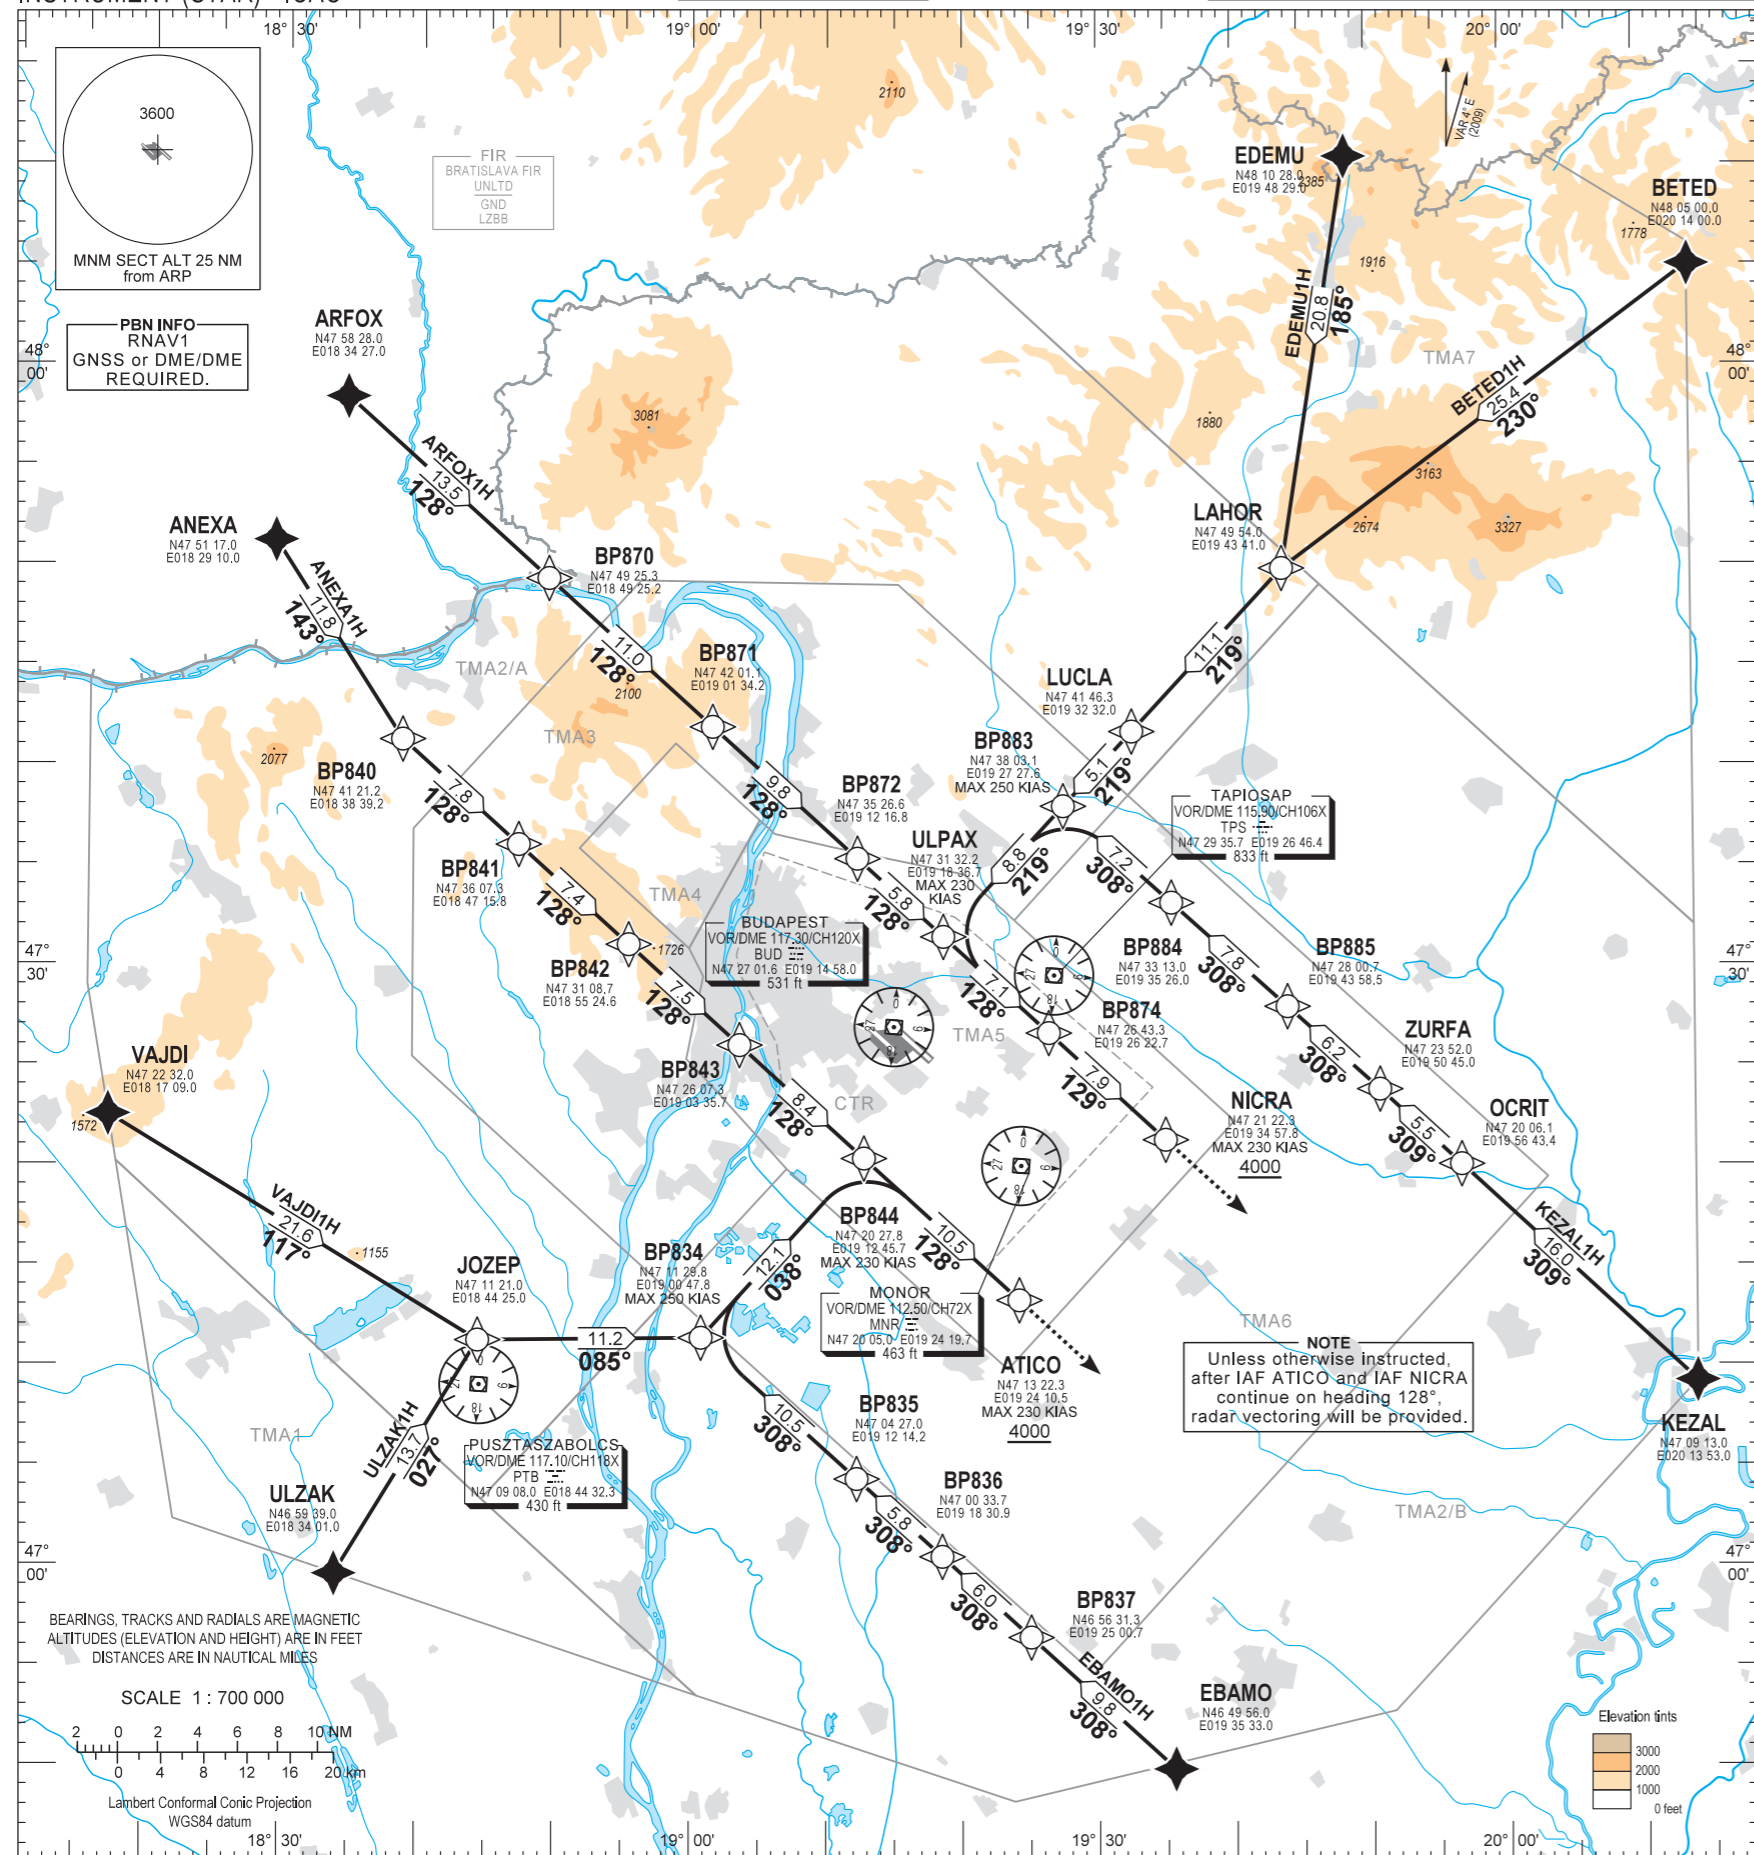 18° 30'
19° 00'
19° 30'
20° 00'
3600
MNM SECT ALT 25 NM
from ARP
PBN INFO
RNAV1
GNSS or DME/DME
REQUIRED.
FIR
BRATISLAVA FIR
UNLTD
GND
LZBB
2110
VAR 4° E
(2009)
EDEMU
N48 10 28.0
E019 48 29.0
2385
BETED
N48 05 00.0
E020 14 00.0
1778
1916
EDEMU1H
20.8
185°
TMA7
BETED1H
25.4
230°
48°
00'
48°
00'
ARFOX
N47 58 28.0
E018 34 27.0
ARFOX1H
13.5
128°
3081
1880
3163
2674
3327
LAHOR
N47 49 54.0
E019 43 41.0
ANEXA
N47 51 17.0
E018 29 10.0
ANEXA1H
11.8
143°
BP870
N47 49 25.3
E018 49 25.2
11.0
128°
TMA2/A
2100
BP871
N47 42 01.1
E019 01 34.2
11.1
219°
LUCLA
N47 41 46.3
E019 32 32.0
TMA3
2077
BP840
N47 41 21.2
E018 38 39.2
7.8
128°
9.8
128°
BP872
N47 35 26.6
E019 12 16.8
BP883
N47 38 03.1
E019 27 27.6
MAX 250 KIAS
5.1
219°
TAPIOSAP
VOR/DME 115.90/CH106X
TPS
N47 29 35.7 E019 26 46.4
833 ft
BP841
N47 36 07.3
E018 47 15.8
7.4
128°
TMA4
ULPAX
N47 31 32.2
E019 18 36.7
MAX 230
KIAS
8.8
219°
7.2
308°
5.8
128°
BUDAPEST
VOR/DME 117.30/CH120X
BUD
N47 27 01.6 E019 14 58.0
531 ft
1726
BP842
N47 31 08.7
E018 55 24.6
7.5
128°
BP884
N47 33 13.0
E019 35 26.0
7.8
308°
BP885
N47 28 00.7
E019 43 58.5
47°
30'
47°
30'
7.1
128°
TMA5
BP874
N47 26 43.3
E019 26 22.7
ZURFA
N47 23 52.0
E019 50 45.0
6.2
308°
VAJDI
N47 22 32.0
E018 17 09.0
1572
BP843
N47 26 07.3
E019 03 35.7
8.4
128°
CTR
7.9
129°
NICRA
N47 21 22.3
E019 34 57.8
MAX 230 KIAS
4000
5.5
309°
OCRIT
N47 20 06.1
E019 56 43.4
VAJDI1H
21.6
117°
1155
JOZEP
N47 11 21.0
E018 44 25.0
BP834
N47 11 29.8
E019 00 47.8
MAX 250 KIAS
12.1
038°
BP844
N47 20 27.8
E019 12 45.7
MAX 230 KIAS
10.5
128°
KEZAL1H
16.0
309°
MONOR
VOR/DME 112.50/CH72X
MNR
N47 20 05.0 E019 24 19.7
463 ft
11.2
085°
TMA6
NOTE
Unless otherwise instructed,
after IAF ATICO and IAF NICRA
continue on heading 128°,
radar vectoring will be provided.
ATICO
N47 13 22.3
E019 24 10.5
MAX 230 KIAS
4000
KEZAL
N47 09 13.0
E020 13 53.0
TMA1
ULZAK1H
13.7
027°
PUSZTASZABOLCS
VOR/DME 117.10/CH118X
PTB
N47 09 08.0 E018 44 32.3
430 ft
10.5
308°
BP835
N47 04 27.0
E019 12 14.2
ULZAK
N46 59 39.0
E018 34 01.0
5.8
308°
BP836
N47 00 33.7
E019 18 30.9
TMA2/B
47°
00'
47°
00'
6.0
308°
BP837
N46 56 31.3
E019 25 00.7
BEARINGS, TRACKS AND RADIALS ARE MAGNETIC
ALTITUDES (ELEVATION AND HEIGHT) ARE IN FEET
DISTANCES ARE IN NAUTICAL MILES
EBAMO1H
9.8
308°
EBAMO
N46 49 56.0
E019 35 33.0
SCALE 1 : 700 000
2 0 2 4 6 8 10 NM
0 4 8 12 16 20 km
Lambert Conformal Conic Projection
WGS84 datum
Elevation tints
3000
2000
1000
0 feet
18° 30'
19° 00'
19° 30'
20° 00'